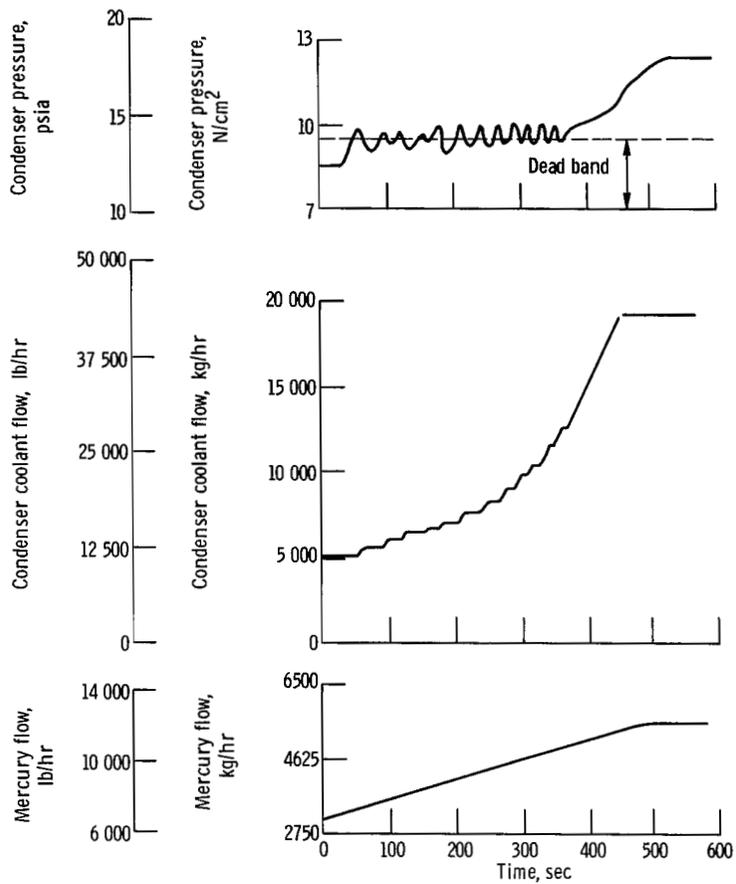 Condenser pressure,
psia
20
15
10
Condenser pressure,
N/cm2
13
10
7
Dead band
Condenser coolant flow, lb/hr
50 000
37 500
25 000
12 500
0
Condenser coolant flow, kg/hr
20 000
15 000
10 000
5 000
0
Mercury flow,
lb/hr
14 000
10 000
6 000
Mercury flow,
kg/hr
6500
4625
2750
0 100 200 300 400 500 600
Time, sec